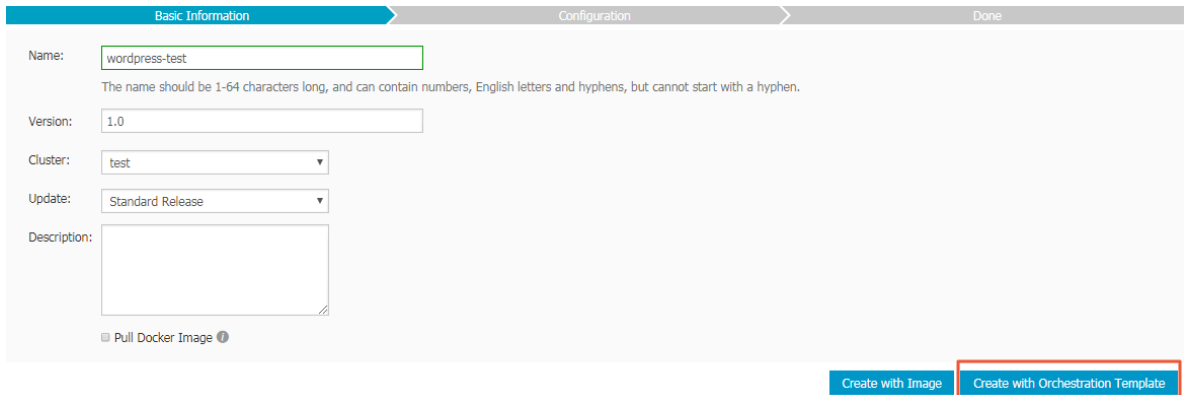 Basic Information Configuration Done
Name: wordpress-test
The name should be 1-64 characters long, and can contain numbers, English letters and hyphens, but cannot start with a hyphen.
Version: 1.0
Cluster: test
Update: Standard Release
Description:
Pull Docker Image
Create with Image Create with Orchestration Template